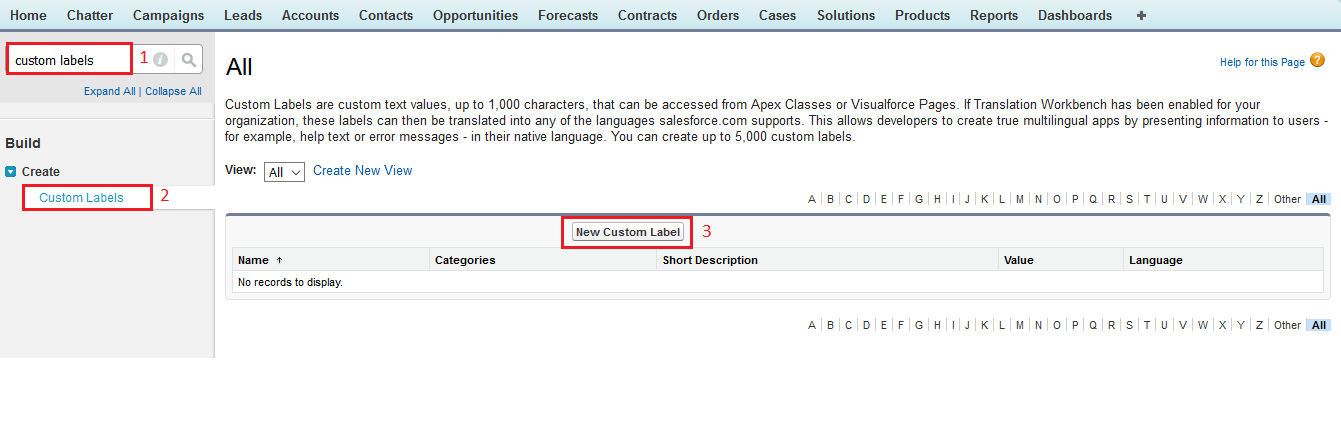 Home Chatter Campaigns Leads Accounts Contacts Opportunities Forecasts Contracts Orders Cases Solutions Products Reports Dashboards +
custom labels 1 i
Expand All | Collapse All
Build
Create
Custom Labels 2
All
Help for this Page ?
Custom Labels are custom text values, up to 1,000 characters, that can be accessed from Apex Classes or Visualforce Pages. If Translation Workbench has been enabled for your
organization, these labels can then be translated into any of the languages salesforce.com supports. This allows developers to create true multilingual apps by presenting information to users -
for example, help text or error messages - in their native language. You can create up to 5,000 custom labels.
View: All Create New View
A | B | C | D | E | F | G | H | I | J | K | L | M | N | O | P | Q | R | S | T | U | V | W | X | Y | Z | Other | All
New Custom Label 3
Name ↑ Categories Short Description Value Language
No records to display.
A | B | C | D | E | F | G | H | I | J | K | L | M | N | O | P | Q | R | S | T | U | V | W | X | Y | Z | Other | All